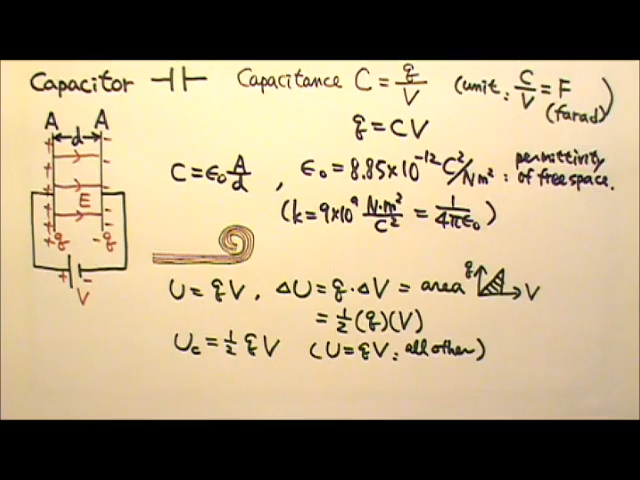 Capacitor ⊣⊢ Capacitance C = q/V (unit: C/V = F (farad))
q = CV
A A
d
+ -
+ -
E
+ -
+q -q
+ -
V
C = ε₀ A/d , ε₀ = 8.85×10⁻¹² C²/Nm² : permittivity of free space.
(k = 9×10⁹ N·m²/C² = 1/4πε₀)
U = qV , ΔU = q·ΔV = area q V
= ½(q)(V)
Uc = ½ qV (U = qV : all other)